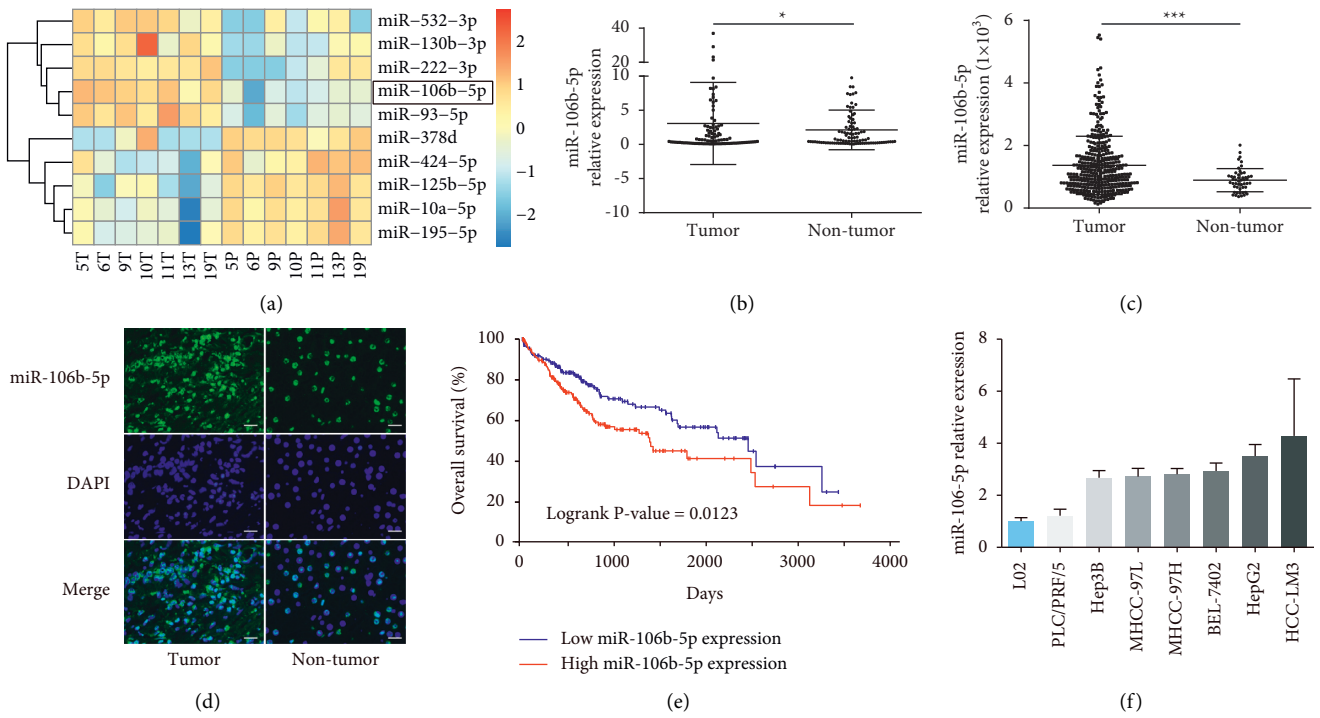 miR−532−3p
miR−130b−3p
miR−222−3p
miR−106b−5p
miR−93−5p
miR−378d
miR−424−5p
miR−125b−5p
miR−10a−5p
miR−195−5p
5T 6T 9T 10T 11T 13T 19T 5P 6P 9P 10P 11P 13P 19P
2
1
0
−1
−2
(a)
miR-106b-5p
relative expression
40
20
10
5
0
-5
-10
*
Tumor Non-tumor
(b)
miR-106b-5p
relative expression (1×10³)
6
4
2
0
***
Tumor Non-tumor
(c)
miR-106b-5p
DAPI
Merge
Tumor Non-tumor
(d)
Overall survival (%)
100
80
60
40
20
0
Logrank P-value = 0.0123
0 1000 2000 3000 4000
Days
Low miR-106b-5p expression
High miR-106b-5p expression
(e)
miR-106-5p relative exression
8
6
4
2
0
L02
PLC/PRF/5
Hep3B
MHCC-97L
MHCC-97H
BEL-7402
HepG2
HCC-LM3
(f)